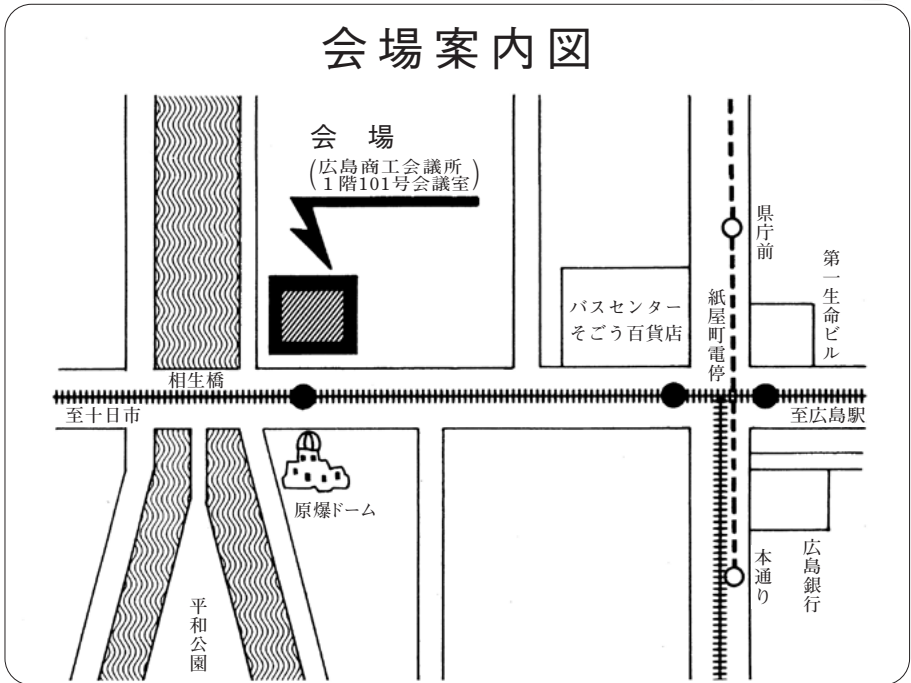 会場案内図
会場
(広島商工会議所
1階101号会議室)
県庁前
第一生命ビル
バスセンター
そごう百貨店
紙屋町電停
相生橋
至十日市
至広島駅
原爆ドーム
本通り
広島銀行
平和公園